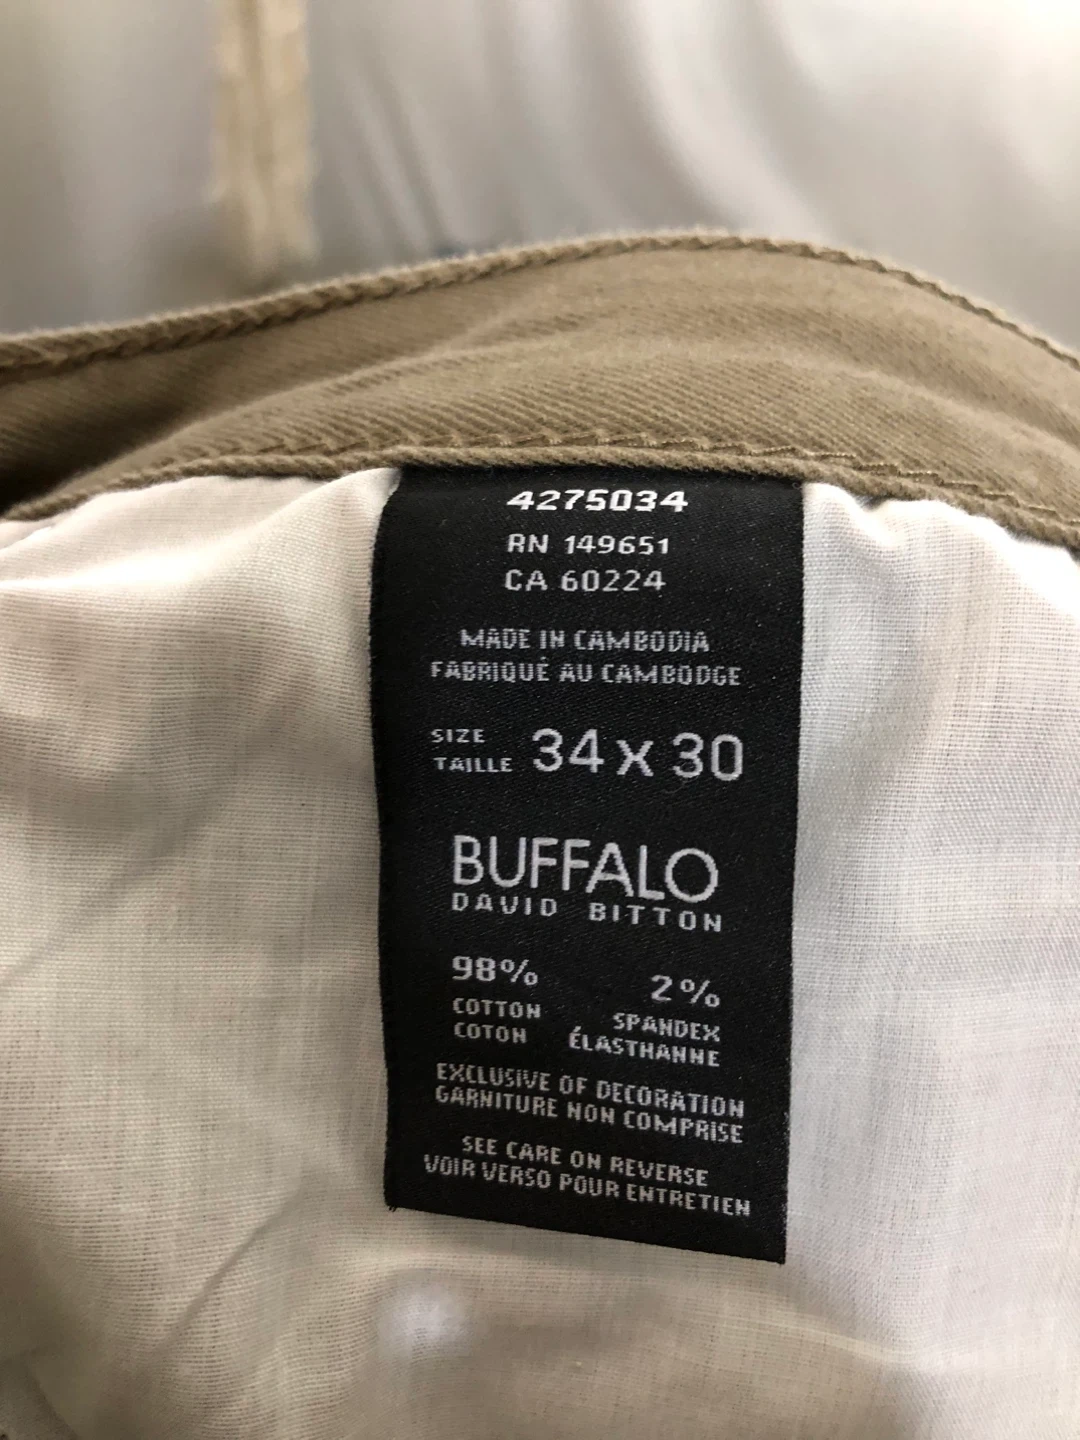 4275034
RN 149651
CA 60224
MADE IN CAMBODIA
FABRIQUÉ AU CAMBODGE
SIZE
TAILLE 34 x 30
BUFFALO
DAVID BITTON
98% 2%
COTTON SPANDEX
COTON ÉLASTHANNE
EXCLUSIVE OF DECORATION
GARNITURE NON COMPRISE
SEE CARE ON REVERSE
VOIR VERSO POUR ENTRETIEN